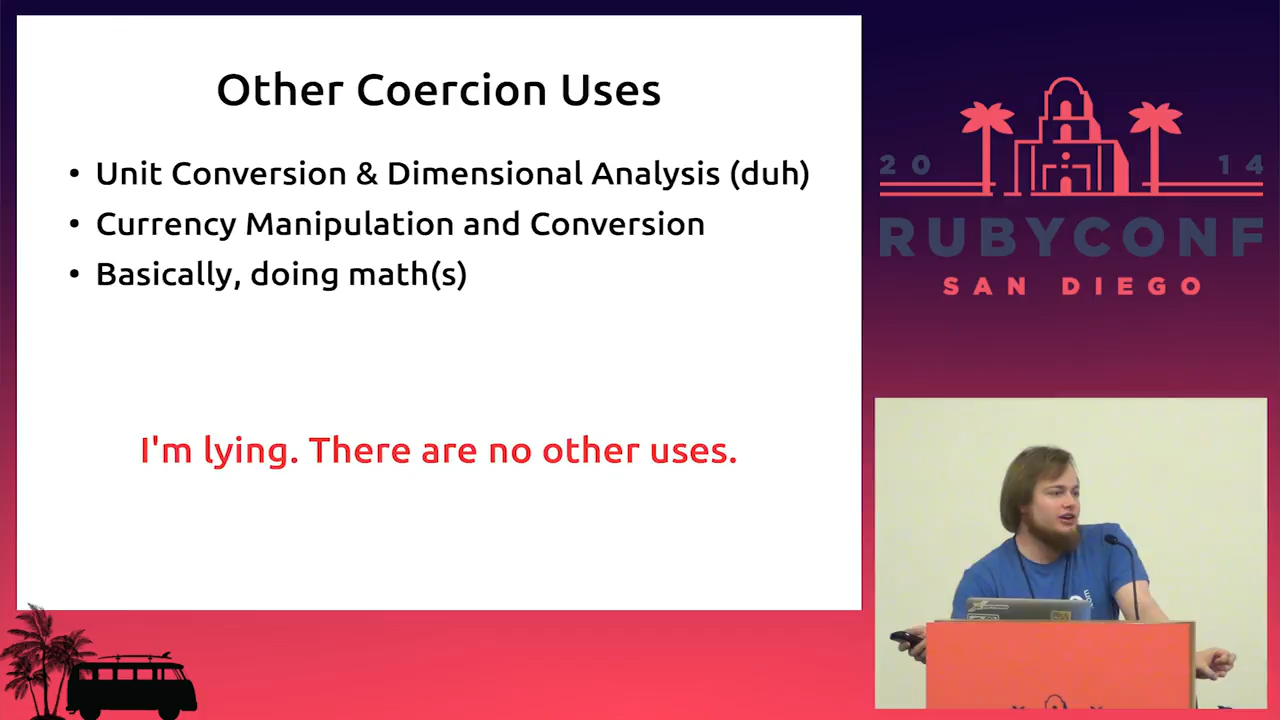 Other Coercion Uses
• Unit Conversion & Dimensional Analysis (duh)
• Currency Manipulation and Conversion
• Basically, doing math(s)
I'm lying. There are no other uses.
20 14
RUBYCONF
SAN DIEGO